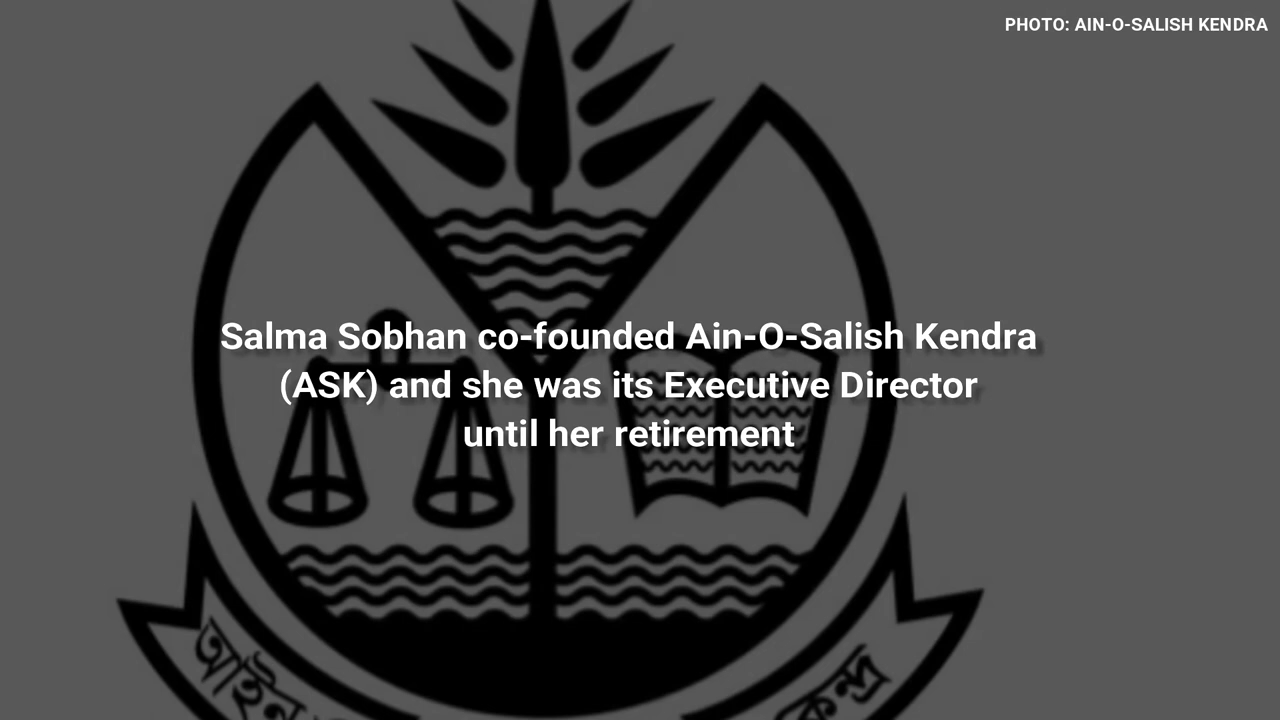 PHOTO: AIN-O-SALISH KENDRA
Salma Sobhan co-founded Ain-O-Salish Kendra
(ASK) and she was its Executive Director
until her retirement
আইন
কেন্দ্র